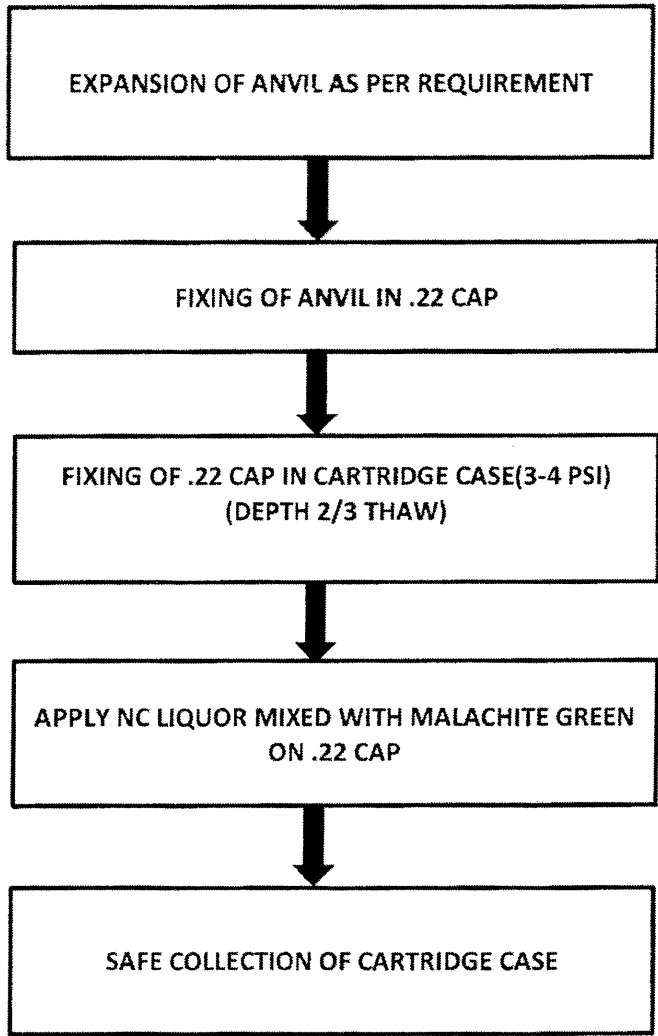 EXPANSION OF ANVIL AS PER REQUIREMENT
FIXING OF ANVIL IN .22 CAP
FIXING OF .22 CAP IN CARTRIDGE CASE(3-4 PSI)
(DEPTH 2/3 THAW)
APPLY NC LIQUOR MIXED WITH MALACHITE GREEN
ON .22 CAP
SAFE COLLECTION OF CARTRIDGE CASE